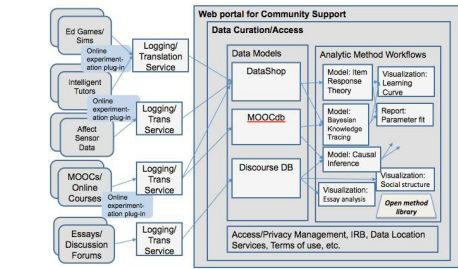 Web portal for Community Support
Data Curation/Access
Ed Games/
Sims
Online
experiment-
ation plug-in
Logging/
Translation
Service
Intelligent
Tutors
Online
experiment-
ation plug-in
Logging/
Trans
Service
Affect
Sensor
Data
MOOCs/
Online
Courses
Online
experiment-
ation plug-in
Logging/
Trans
Service
Essays/
Discussion
Forums
Logging/
Trans
Service
Data Models
DataShop
MOOCdb
Discourse DB
Analytic Method Workflows
Model: Item
Response
Theory
Visualization:
Learning
Curve
Model:
Bayesian
Knowledge
Tracing
Report:
Parameter fit
Model: Causal
Inference
Visualization:
Essay analysis
Visualization:
Social structure
Open method
library
Access/Privacy Management, IRB, Data Location
Services, Terms of use, etc.